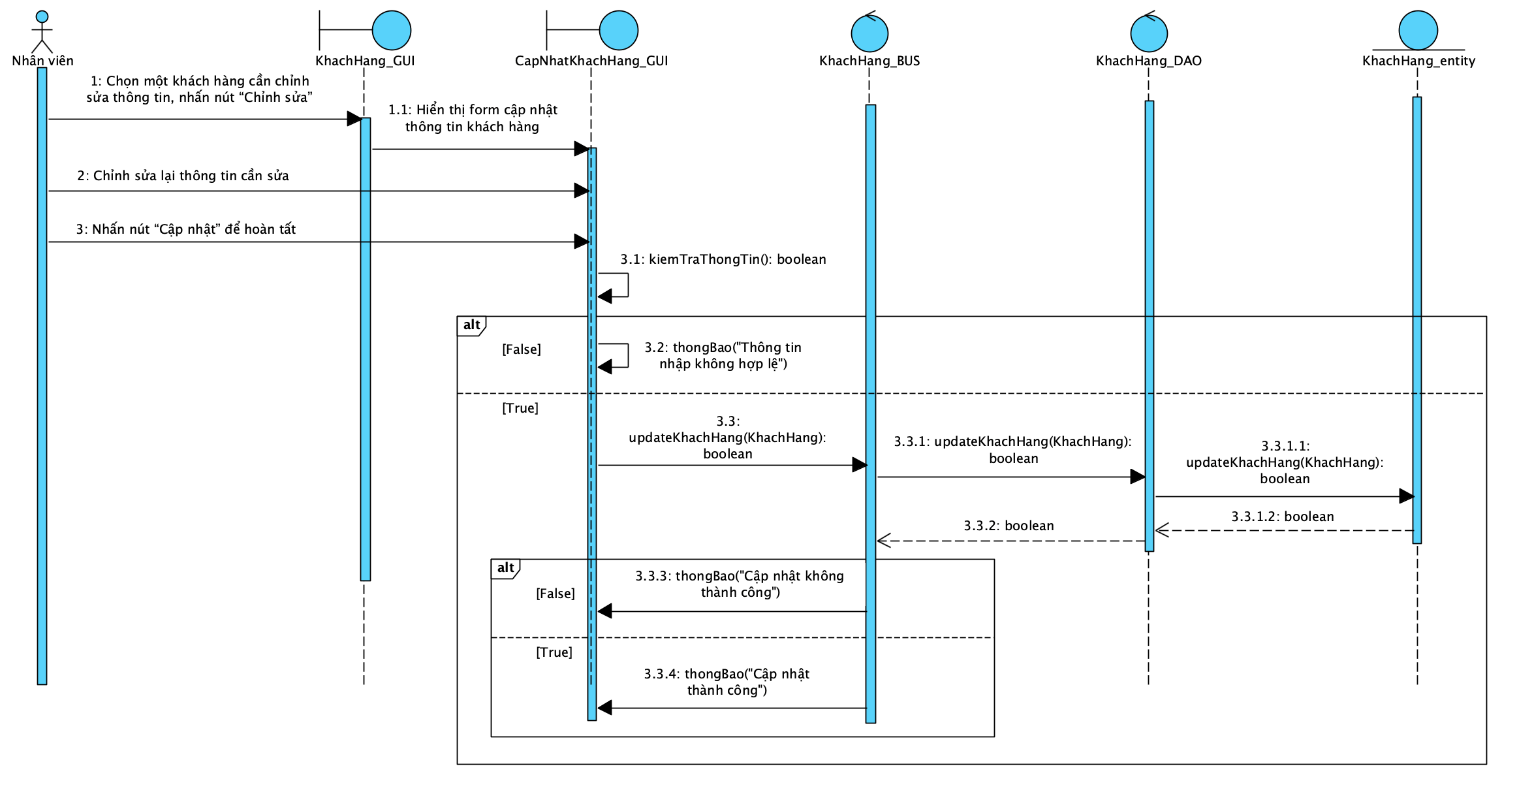 Nhân viên
KhachHang_GUI
CapNhatKhachHang_GUI
KhachHang_BUS
KhachHang_DAO
KhachHang_entity
1: Chọn một khách hàng cần chỉnh
sửa thông tin, nhấn nút “Chỉnh sửa”
1.1: Hiển thị form cập nhật
thông tin khách hàng
2: Chỉnh sửa lại thông tin cần sửa
3: Nhấn nút “Cập nhật” để hoàn tất
3.1: kiemTraThongTin(): boolean
alt
[False]
3.2: thongBao("Thông tin
nhập không hợp lệ")
[True]
3.3:
updateKhachHang(KhachHang):
boolean
3.3.1: updateKhachHang(KhachHang):
boolean
3.3.1.1:
updateKhachHang(KhachHang):
boolean
3.3.1.2: boolean
3.3.2: boolean
alt
[False]
3.3.3: thongBao("Cập nhật không
thành công")
[True]
3.3.4: thongBao("Cập nhật
thành công")